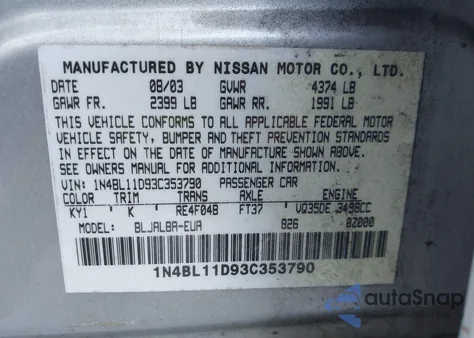 MANUFACTURED BY NISSAN MOTOR CO., LTD.
DATE 08/03 GVWR 4374 LB
GAWR FR. 2399 LB GAWR RR. 1991 LB
THIS VEHICLE CONFORMS TO ALL APPLICABLE FEDERAL MOTOR
VEHICLE SAFETY, BUMPER AND THEFT PREVENTION STANDARDS
IN EFFECT ON THE DATE OF MANUFACTURE SHOWN ABOVE.
SEE OWNERS MANUAL FOR ADDITIONAL INFORMATION.
VIN: 1N4BL11D93C353790 PASSENGER CAR
COLOR TRIM TRANS AXLE ENGINE
KY1 K RE4F04B FT37 VQ35DE 3498CC
MODEL: BLJALBA-EUA 926 0Z000
1N4BL11D93C353790
autoSnap